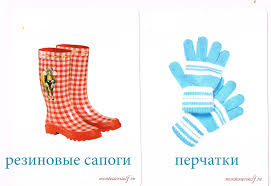 резиновые сапоги
перчатки